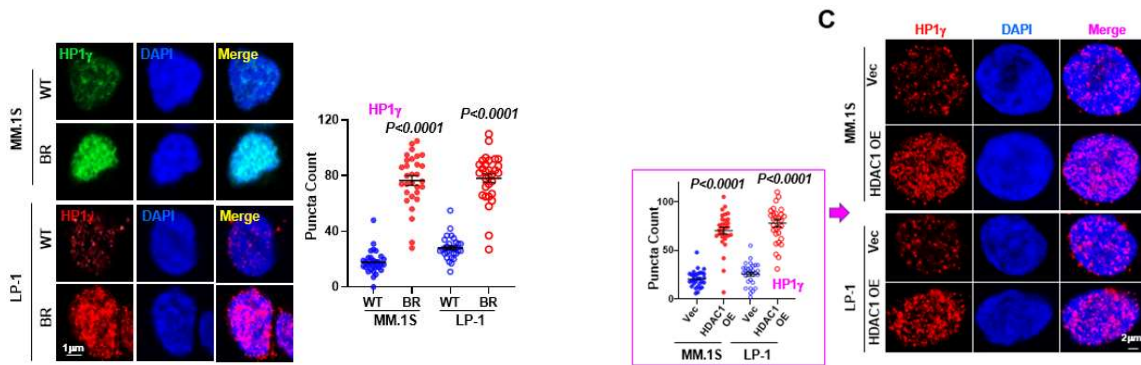 HP1γ DAPI Merge
MM.1S
WT
BR
HP1γ DAPI Merge
LP-1
WT
BR
1μm
HP1γ
P<0.0001 P<0.0001
Puncta Count
120
80
40
0
WT BR WT BR
MM.1S LP-1
P<0.0001 P<0.0001
Puncta Count
100
50
0
HP1γ
Vec HDAC1 OE Vec HDAC1 OE
MM.1S LP-1
C
HP1γ DAPI Merge
MM.1S
Vec
HDAC1 OE
LP-1
Vec
HDAC1 OE
2μm